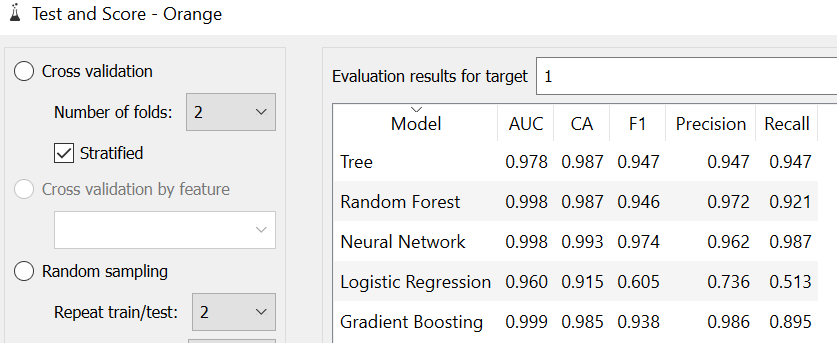 Test and Score - Orange
Cross validation
Number of folds: 2
Stratified
Cross validation by feature
Random sampling
Repeat train/test: 2
Evaluation results for target 1
Model AUC CA F1 Precision Recall
Tree 0.978 0.987 0.947 0.947 0.947
Random Forest 0.998 0.987 0.946 0.972 0.921
Neural Network 0.998 0.993 0.974 0.962 0.987
Logistic Regression 0.960 0.915 0.605 0.736 0.513
Gradient Boosting 0.999 0.985 0.938 0.986 0.895